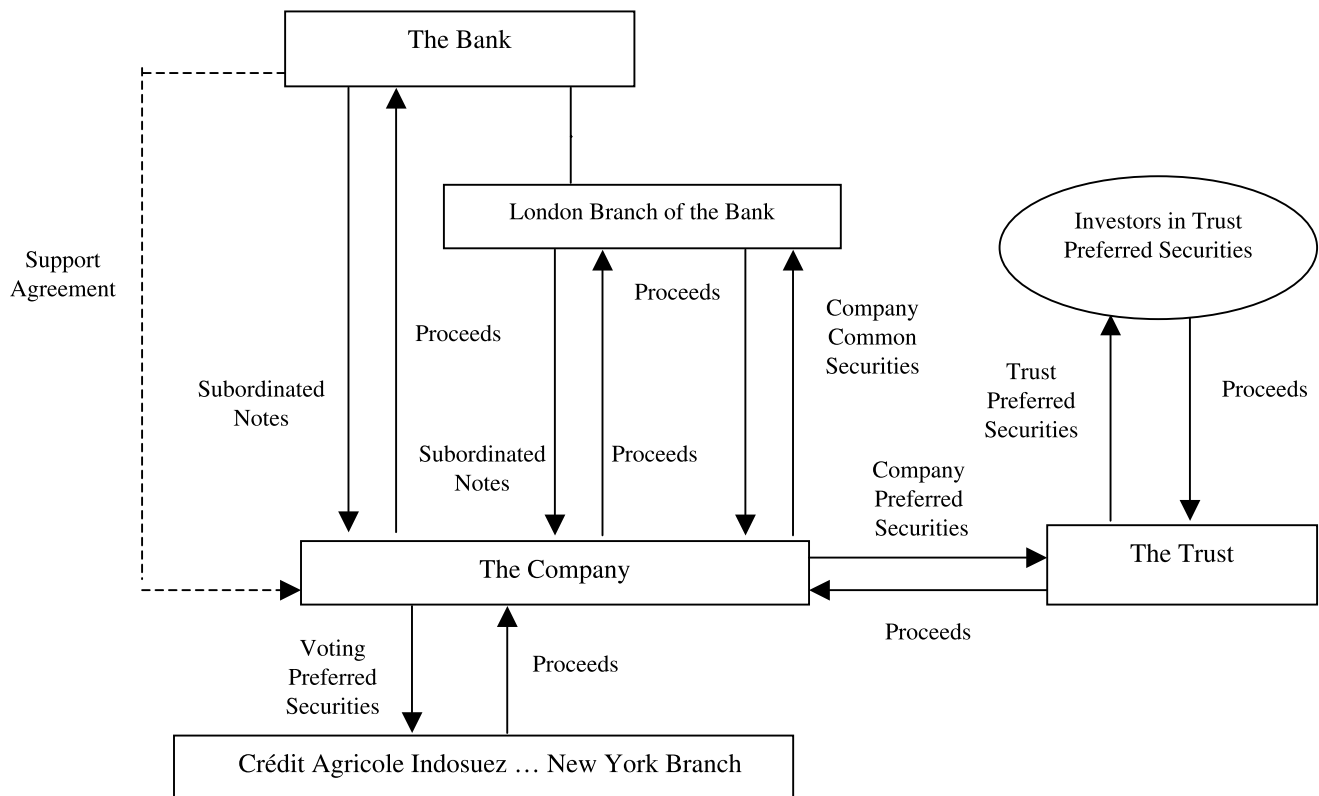 The Bank
London Branch of the Bank
Investors in Trust
Preferred Securities
Support
Agreement
Proceeds
Company
Common
Securities
Proceeds
Trust
Preferred
Securities
Proceeds
Subordinated
Notes
Subordinated
Notes
Proceeds
Company
Preferred
Securities
The Company
The Trust
Proceeds
Voting
Preferred
Securities
Proceeds
Crédit Agricole Indosuez … New York Branch